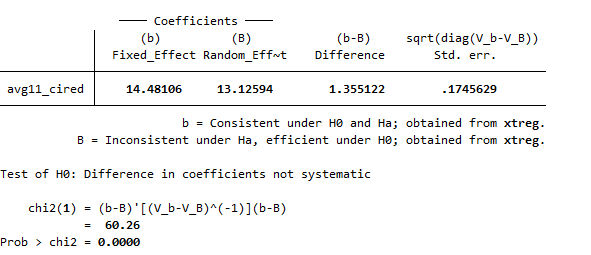 Coefficients
(b) (B) (b-B) sqrt(diag(V_b-V_B))
Fixed_Effect Random_Eff~t Difference Std. err.
avg11_cired 14.48106 13.12594 1.355122 .1745629
b = Consistent under H0 and Ha; obtained from xtreg.
B = Inconsistent under Ha, efficient under H0; obtained from xtreg.
Test of H0: Difference in coefficients not systematic
chi2(1) = (b-B)'[(V_b-V_B)^(-1)](b-B)
= 60.26
Prob > chi2 = 0.0000